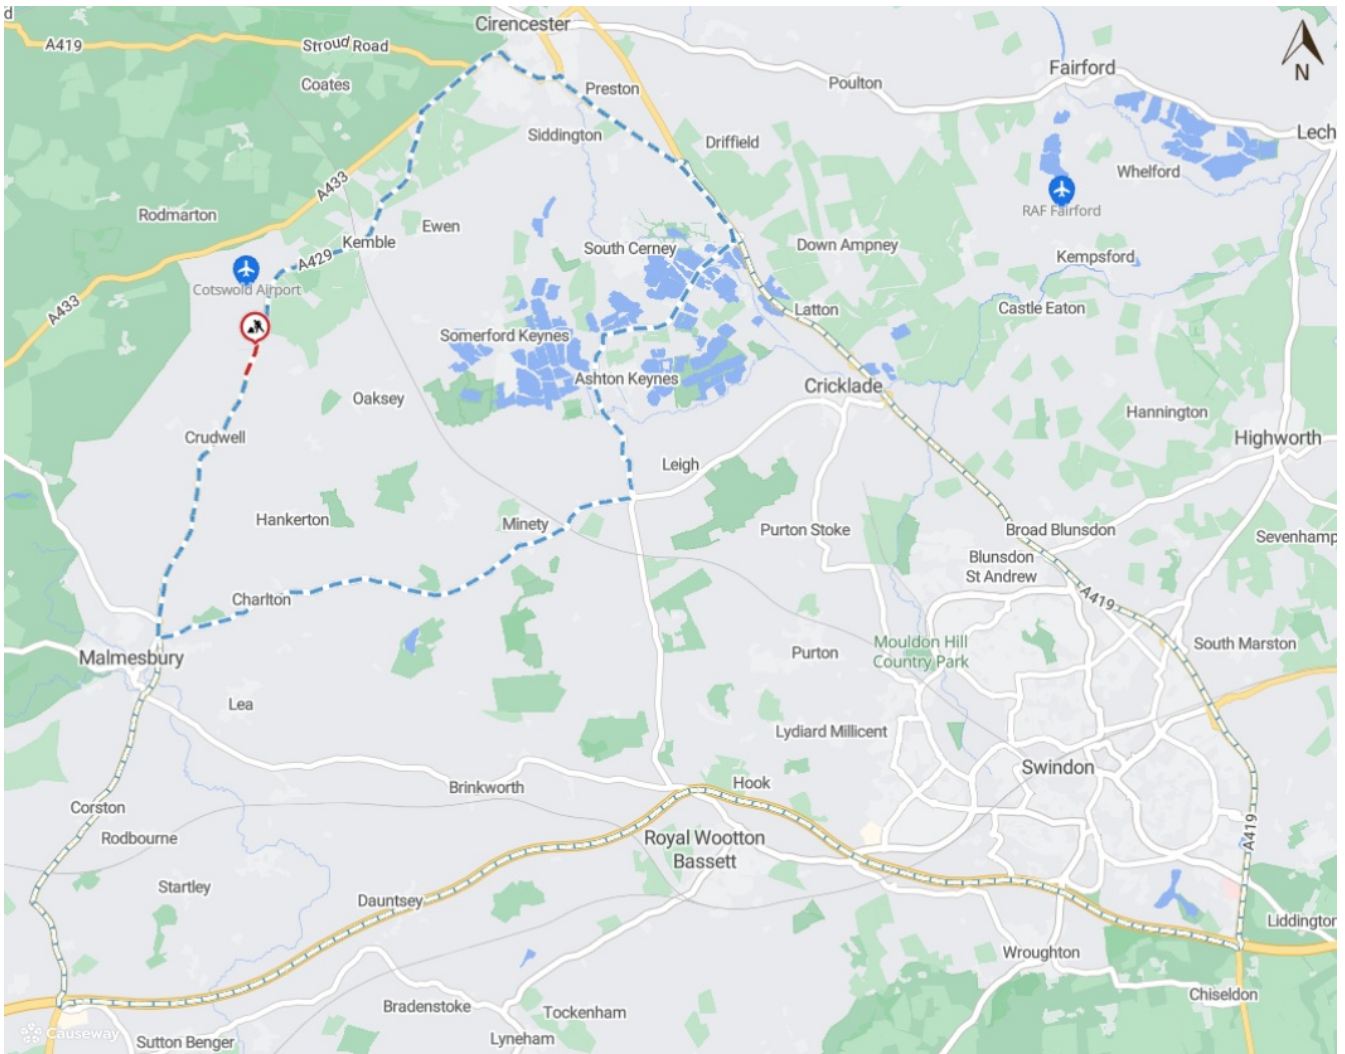 d
Cirencester
A419
Stroud Road
N
Coates
Preston
Poulton
Fairford
Siddington
Driffield
Lech
A433
Whelford
Rodmarton
RAF Fairford
Ewen
Kemble
South Cerney
Down Ampney
Kempsford
A429
Cotswold Airport
A433
Latton
Castle Eaton
Somerford Keynes
Ashton Keynes
Cricklade
Oaksey
Hannington
Crudwell
Highworth
Leigh
Hankerton
Minety
Purton Stoke
Broad Blunsdon
Sevenhamp
Blunsdon
St Andrew
Charlton
A419
Mouldon Hill
Country Park
South Marston
Malmesbury
Purton
Lea
Lydiard Millicent
Swindon
Brinkworth
Hook
Corston
Rodbourne
Royal Wootton
Bassett
A419
Startley
Dauntsey
Liddington
Wroughton
Chiseldon
Bradenstoke
Tockenham
Causeway
Sutton Benger
Lyneham